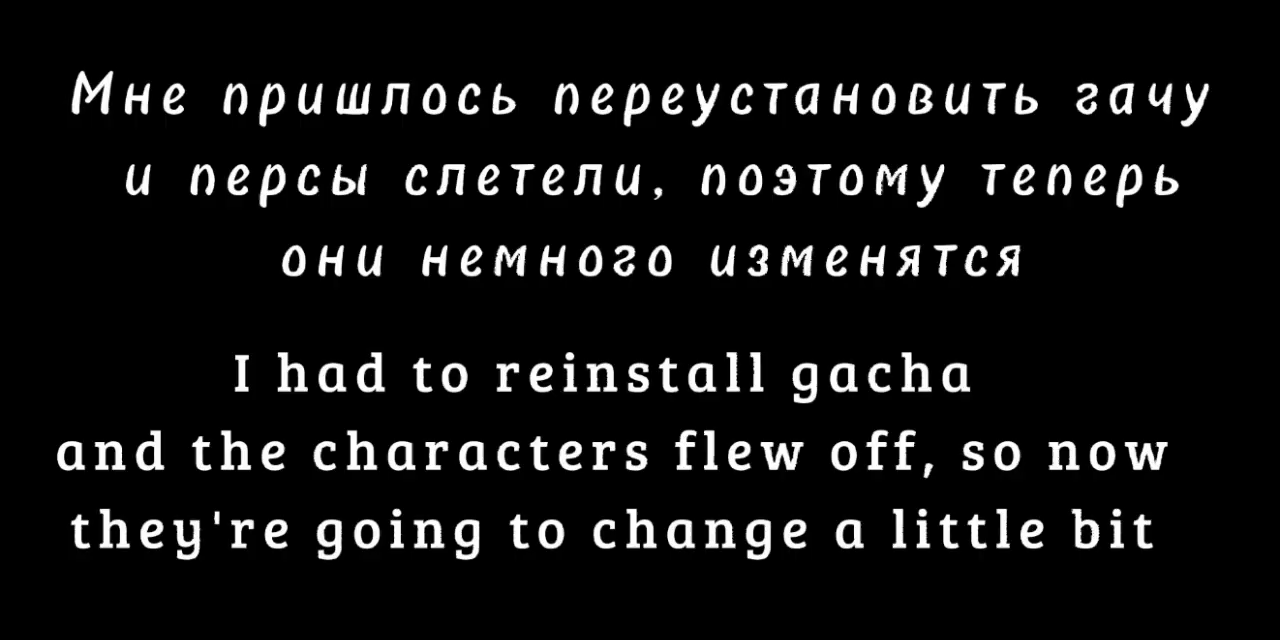 Мне пришлось переустановить гачу
и персы слетели, поэтому теперь
они немного изменятся
I had to reinstall gacha
and the characters flew off, so now
they're going to change a little bit